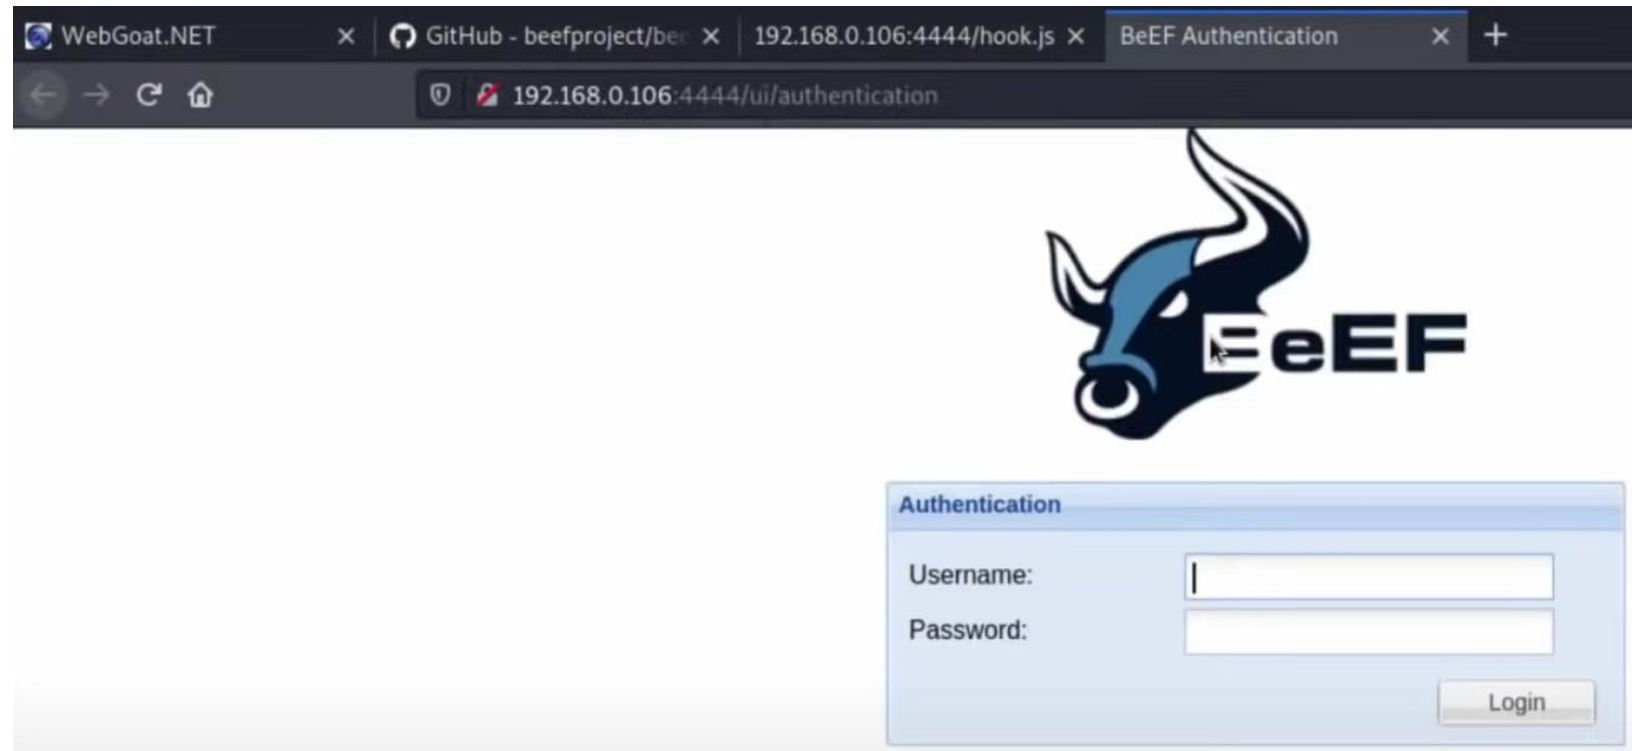 WebGoat.NET
GitHub - beefproject/bee
192.168.0.106:4444/hook.js
BeEF Authentication
192.168.0.106:4444/ui/authentication
BeEF
Authentication
Username:
Password:
Login